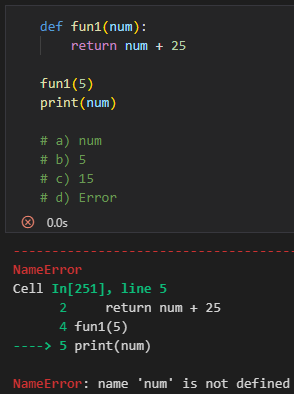 def fun1(num):
    return num + 25

fun1(5)
print(num)

# a) num
# b) 5
# c) 15
# d) Error
0.0s
---------------------------------------
NameError
Cell In[251], line 5
      2     return num + 25
      4 fun1(5)
----> 5 print(num)

NameError: name 'num' is not defined